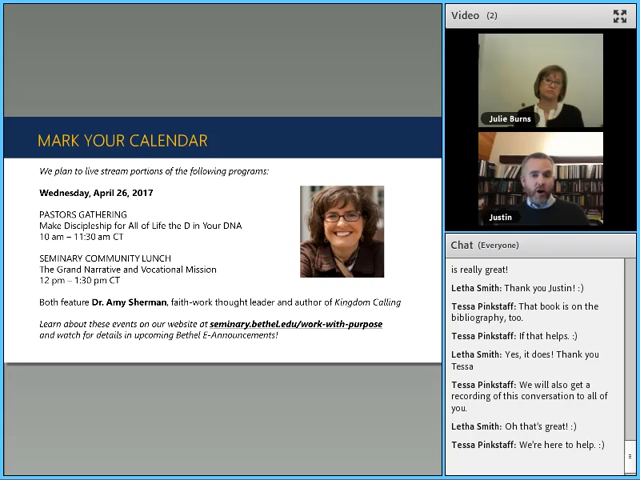 MARK YOUR CALENDAR
We plan to live stream portions of the following programs:
Wednesday, April 26, 2017
PASTORS GATHERING
Make Discipleship for All of Life the D in Your DNA
10 am – 11:30 am CT
SEMINARY COMMUNITY LUNCH
The Grand Narrative and Vocational Mission
12 pm – 1:30 pm CT
Both feature Dr. Amy Sherman, faith-work thought leader and author of Kingdom Calling
Learn about these events on our website at seminary.bethel.edu/work-with-purpose
and watch for details in upcoming Bethel E-Announcements!
Video (2)
Julie Burns
Justin
Chat (Everyone)
is really great!
Letha Smith: Thank you Justin! :)
Tessa Pinkstaff: That book is on the
bibliography, too.
Tessa Pinkstaff: If that helps. :)
Letha Smith: Yes, it does! Thank you
Tessa
Tessa Pinkstaff: We will also get a
recording of this conversation to all of
you.
Letha Smith: Oh that's great! :)
Tessa Pinkstaff: We're here to help. :)